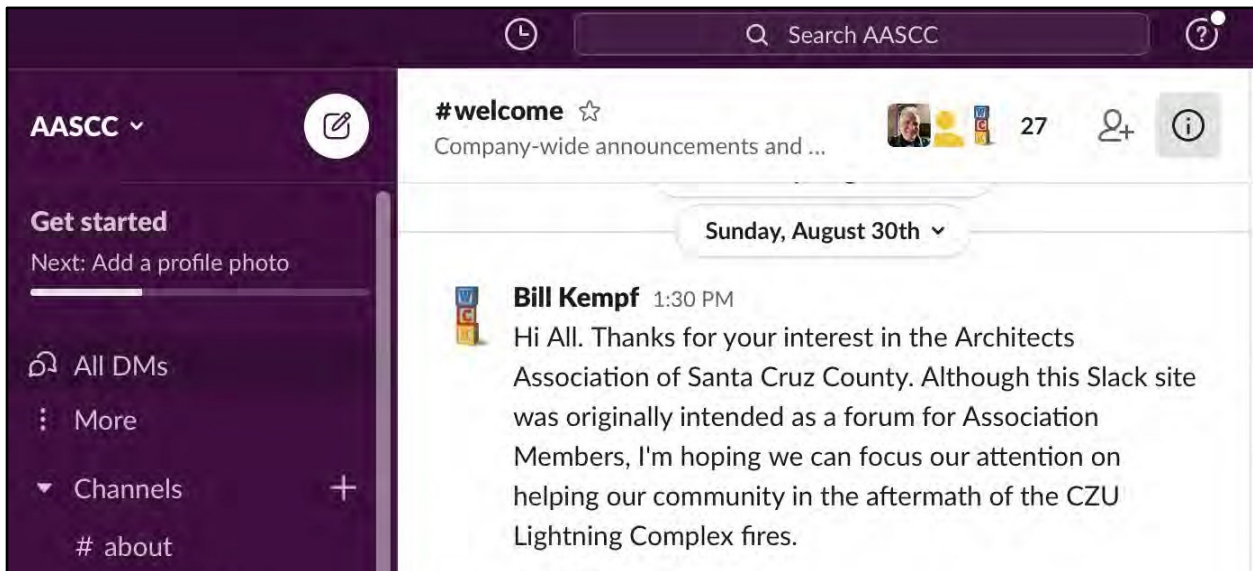 Search AASCC
AASCC
Get started
Next: Add a profile photo
All DMs
More
Channels
# about
#welcome
Company-wide announcements and ...
27
Sunday, August 30th
Bill Kempf 1:30 PM
Hi All. Thanks for your interest in the Architects
Association of Santa Cruz County. Although this Slack site
was originally intended as a forum for Association
Members, I'm hoping we can focus our attention on
helping our community in the aftermath of the CZU
Lightning Complex fires.